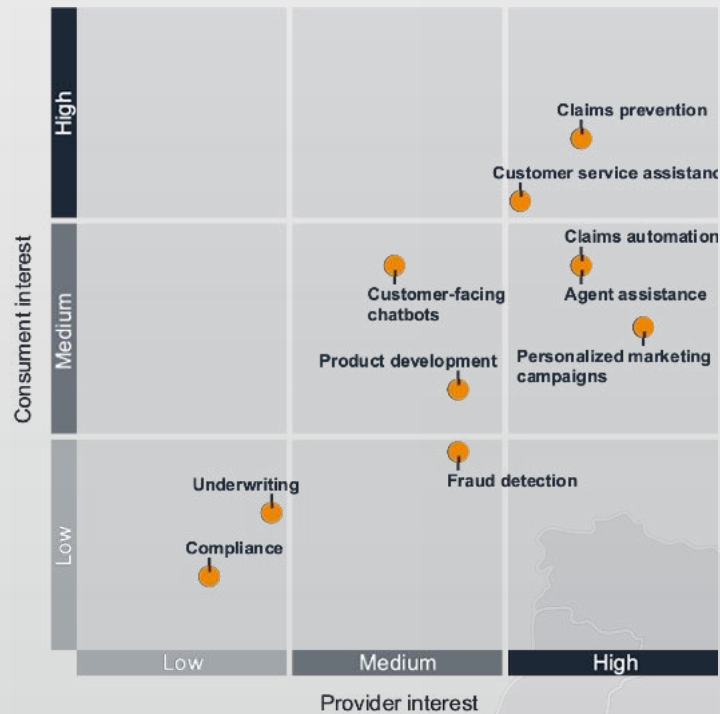 High
Claims prevention
Customer service assistanc
Consument interest
Medium
Claims automation
Customer-facing
chatbots
Agent assistance
Product development
Personalized marketing
campaigns
Low
Underwriting
Fraud detection
Compliance
Low
Medium
High
Provider interest